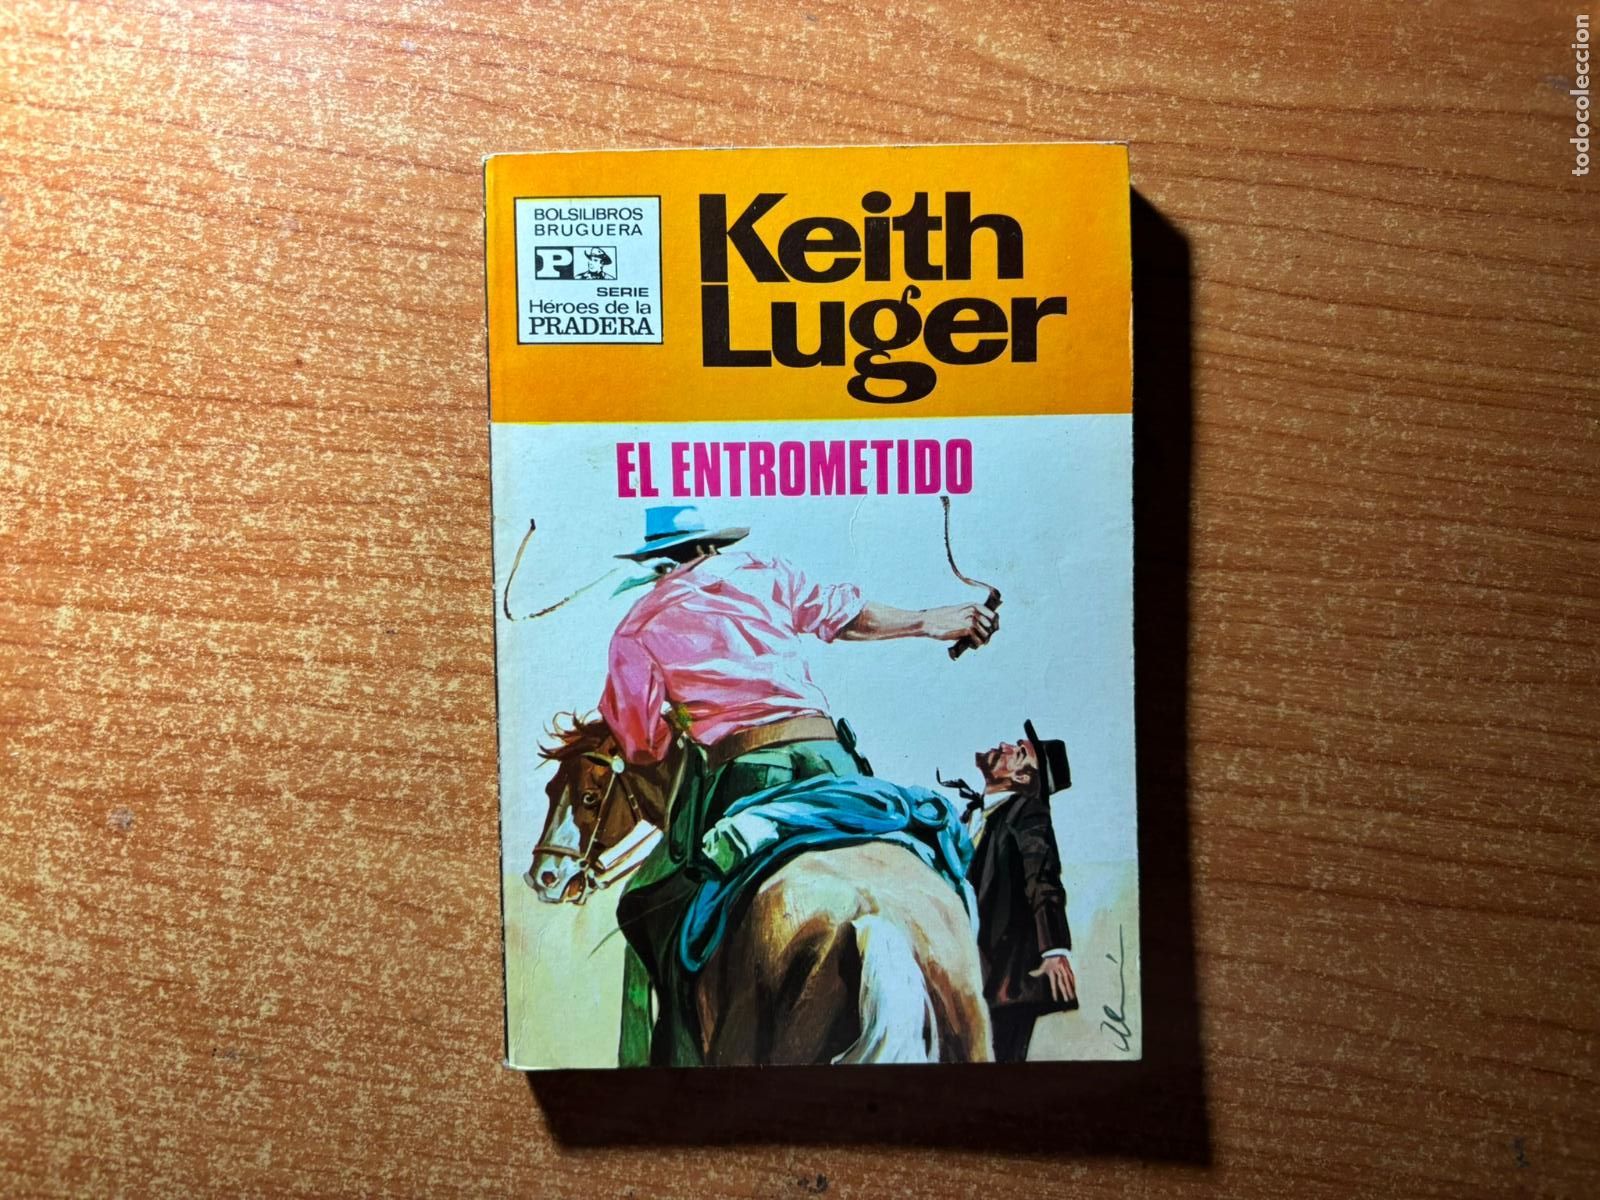 BOLSILIBROS
BRUGUERA
P
SERIE
Héroes de la
PRADERA
Keith
Luger
EL ENTROMETIDO
todocoleccion